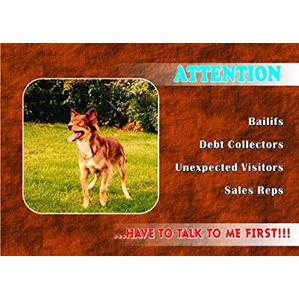 ATTENTION
Bailifs
Debt Collectors
Unexpected Visitors
Sales Reps
...HAVE TO TALK TO ME FIRST!!!